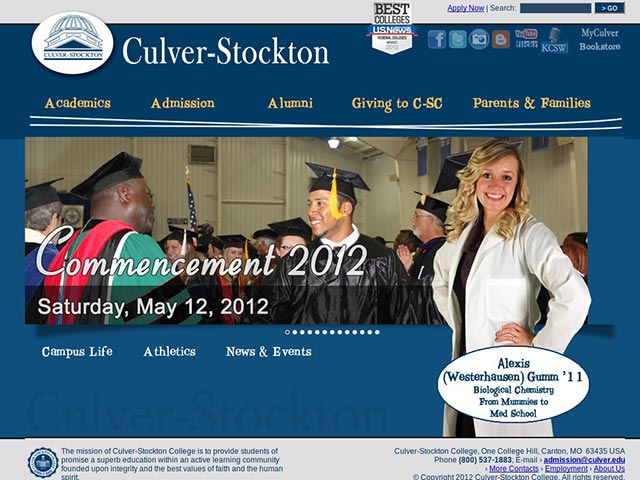 Apply Now | Search: > GO
BEST
COLLEGES
U.S.News
REGIONAL COLLEGES
MIDWEST
2012
CULVER-STOCKTON
Culver-Stockton
KCSW
MyCulver
Bookstore
Academics Admission Alumni Giving to C-SC Parents & Families
Commencement 2012
Saturday, May 12, 2012
Campus Life Athletics News & Events
Alexis
(Westerhausen) Gumm '11
Biological Chemistry
From Mummies to
Med School
Culver-Stockton
The mission of Culver-Stockton College is to provide students of
promise a superb education within an active learning community
founded upon integrity and the best values of faith and the human
spirit.
Culver-Stockton College, One College Hill, Canton, MO 63435 USA
Phone (800) 537-1883; E-mail › admission@culver.edu
› More Contacts › Employment › About Us
© Copyright 2012 Culver-Stockton College. All Rights Reserved.